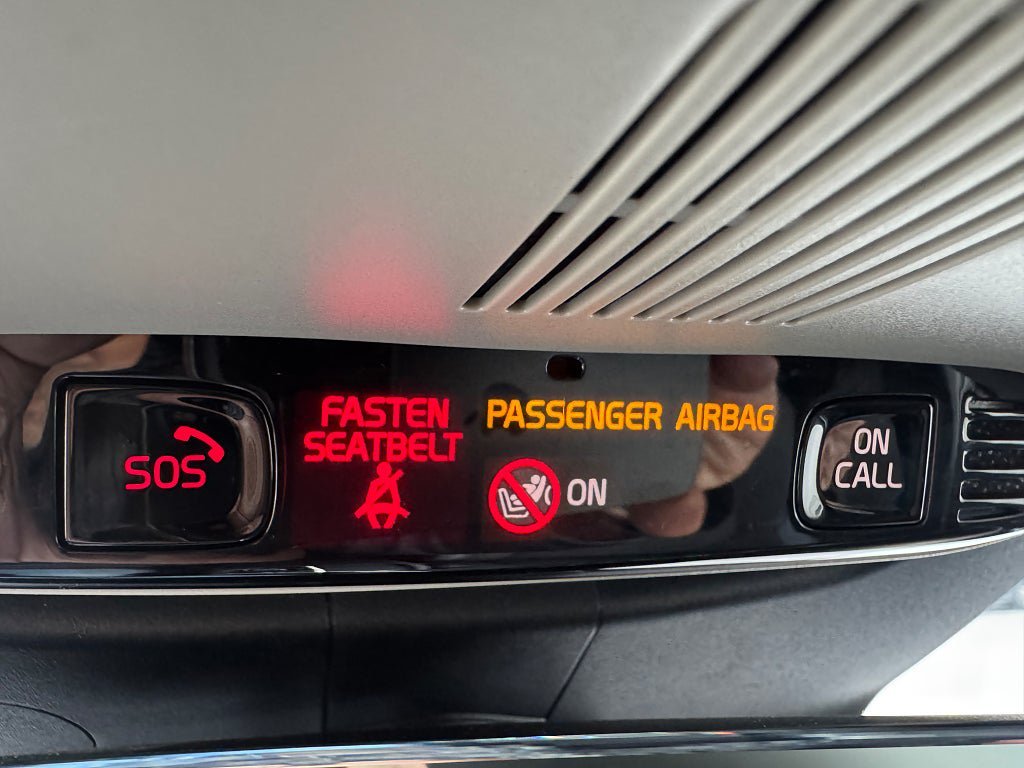 SOS
FASTEN
SEATBELT
PASSENGER AIRBAG
ON
ON
CALL